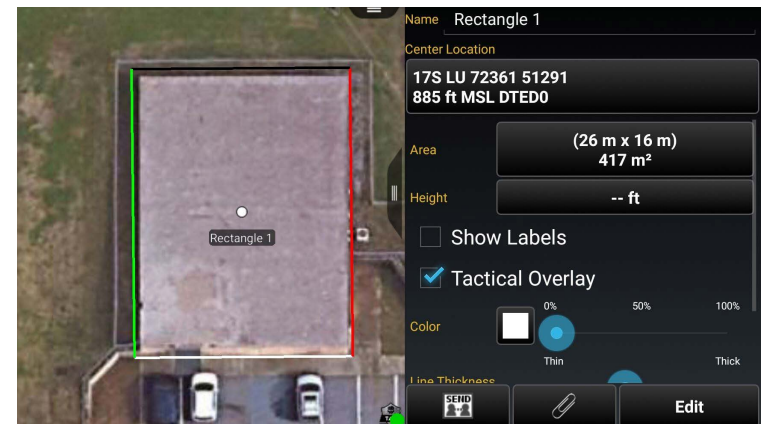 Name Rectangle 1
Center Location
17S LU 72361 51291
885 ft MSL DTED0
Area
(26 m x 16 m)
417 m²
Height
-- ft
Show Labels
Tactical Overlay
0% 50% 100%
Color
Thin Thick
Line Thickness
SEND
Edit
Rectangle 1